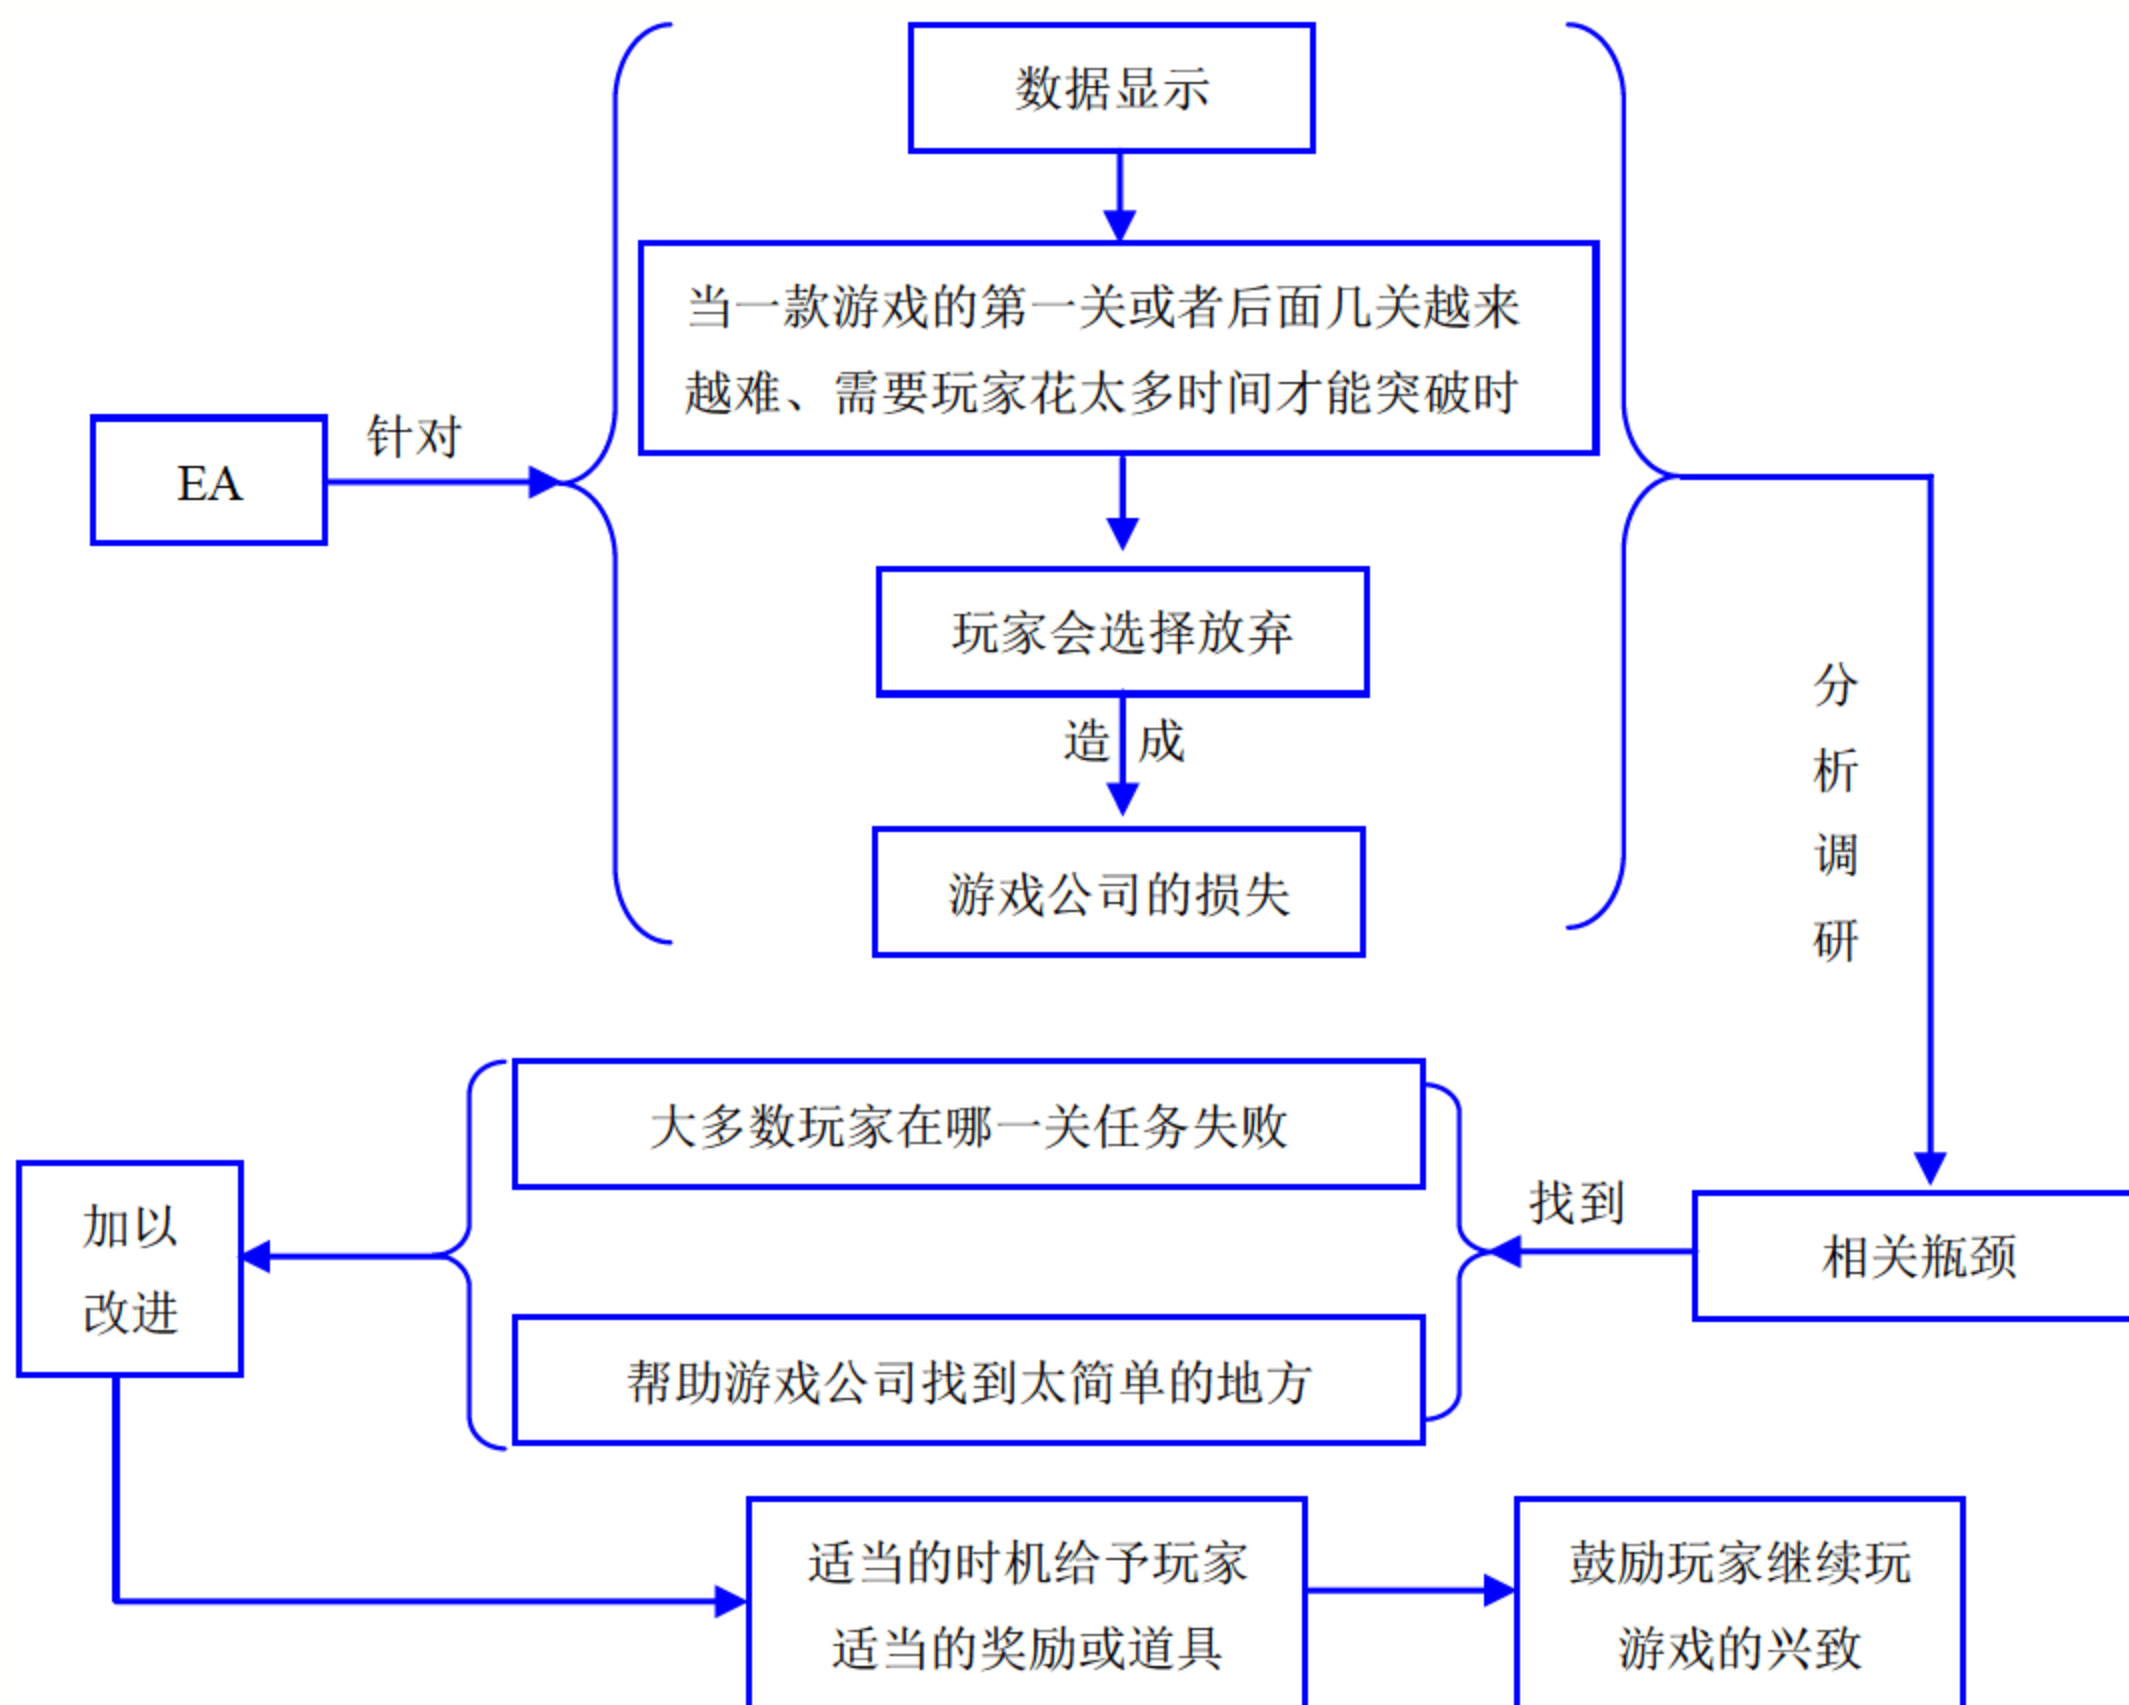 数据显示
当一款游戏的第一关或者后面几关越来
越难、需要玩家花太多时间才能突破时
EA
针对
玩家会选择放弃
造成
游戏公司的损失
分
析
调
研
大多数玩家在哪一关任务失败
找到
相关瓶颈
加以
改进
帮助游戏公司找到太简单的地方
适当的时机给予玩家
适当的奖励或道具
鼓励玩家继续玩
游戏的兴致